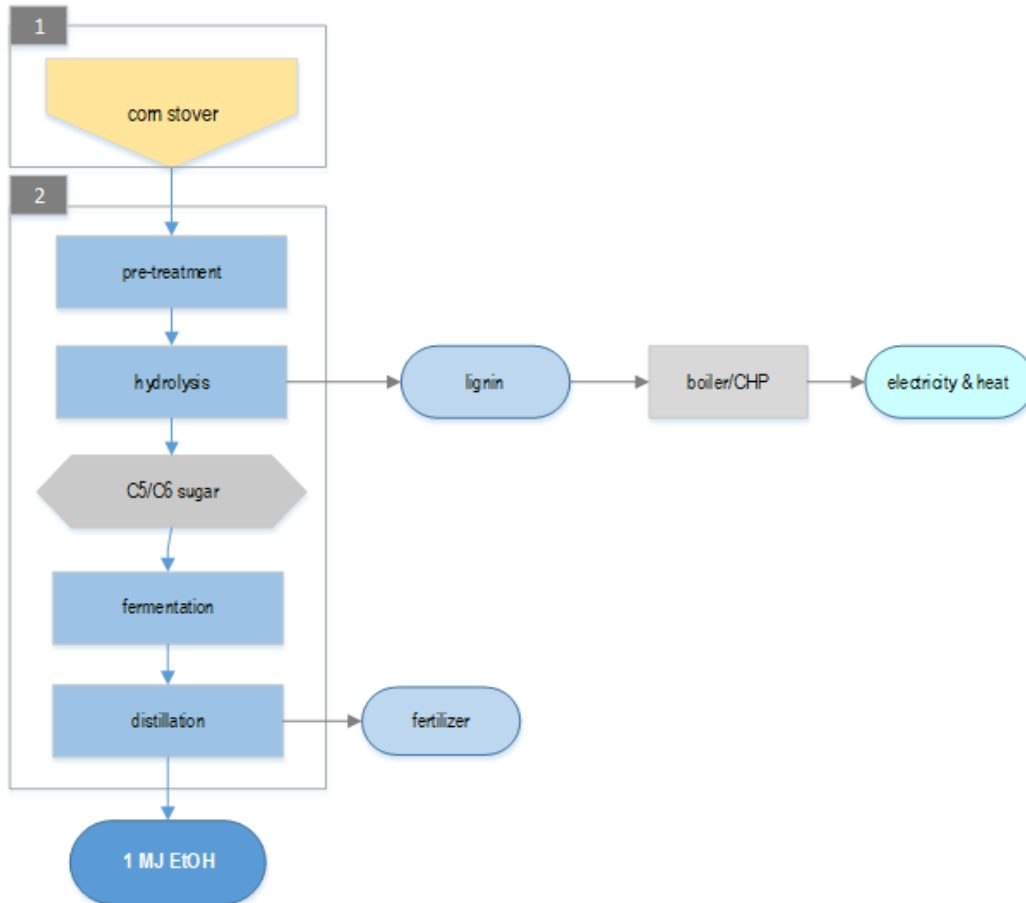 1
corn stover
2
pre-treatment
hydrolysis
lignin
boiler/CHP
electricity & heat
C5/C6 sugar
fermentation
distillation
fertilizer
1 MJ EtOH